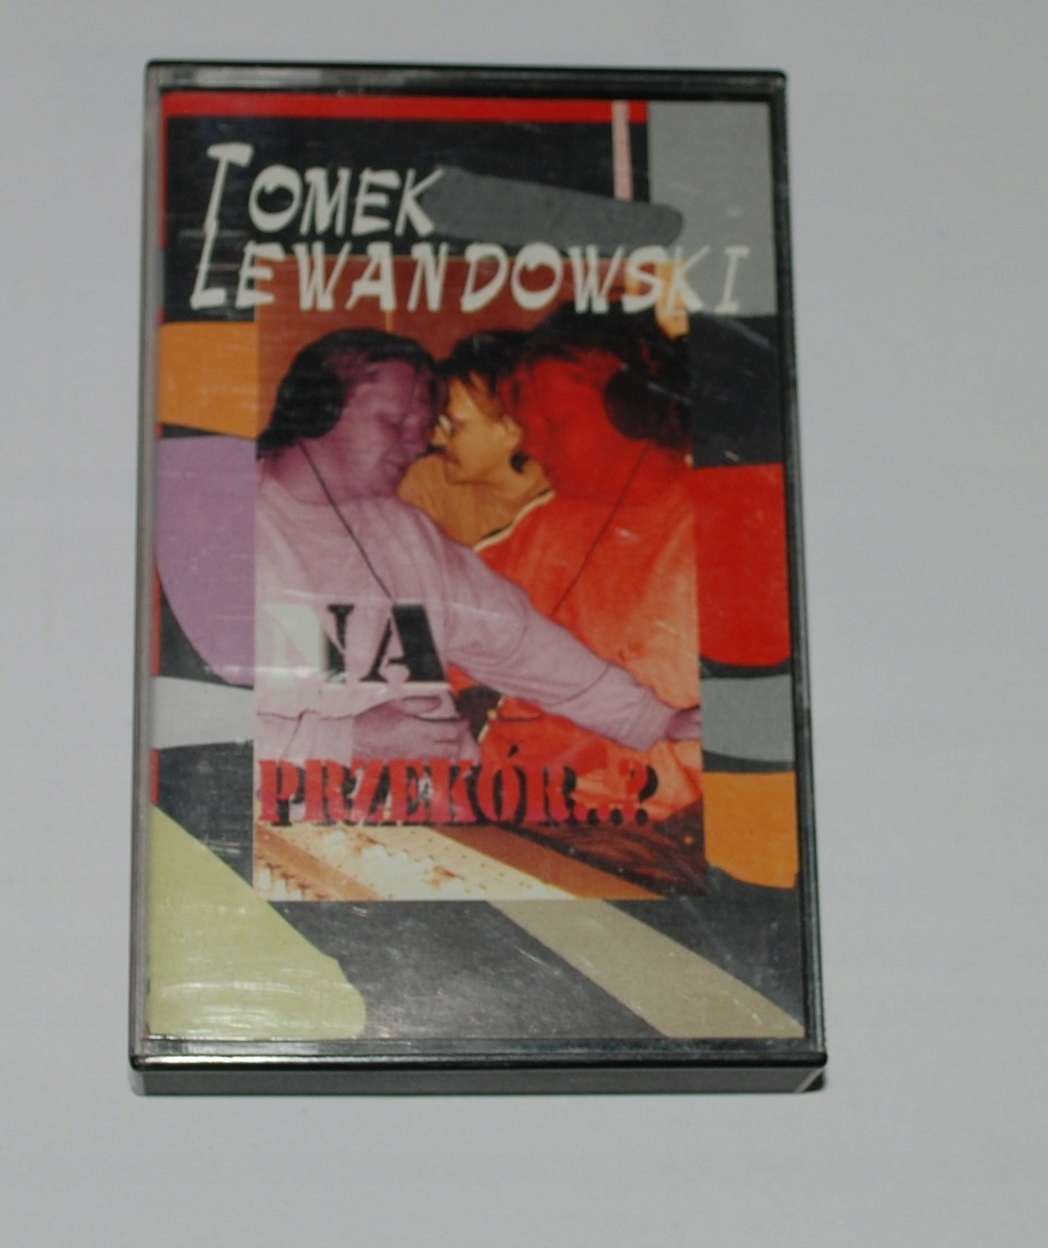 TOMEK
LEWANDOWSKI
NA
PRZEKÓR...?